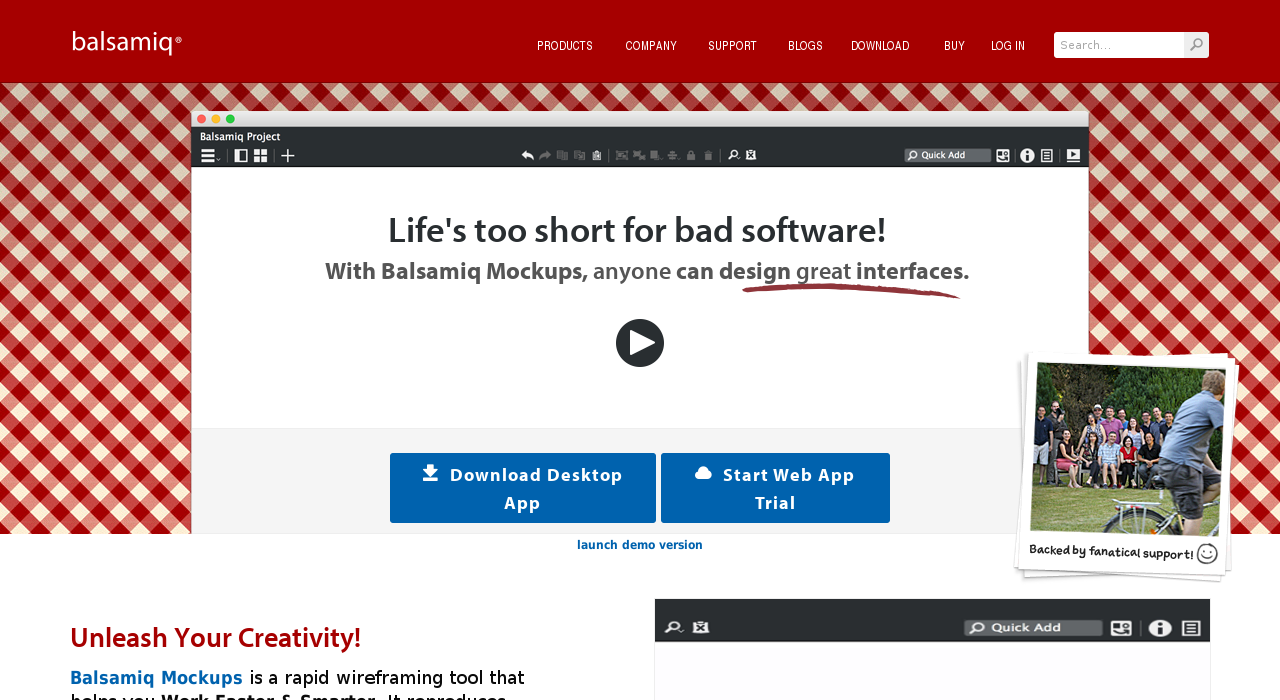 balsamiq®
PRODUCTS COMPANY SUPPORT BLOGS DOWNLOAD BUY LOG IN Search...
Balsamiq Project
Quick Add
Life's too short for bad software!
With Balsamiq Mockups, anyone can design great interfaces.
Download Desktop
App
Start Web App
Trial
launch demo version
Backed by fanatical support!
Unleash Your Creativity!
Quick Add
Balsamiq Mockups is a rapid wireframing tool that
helps you Work Faster & Smarter. It reproduces